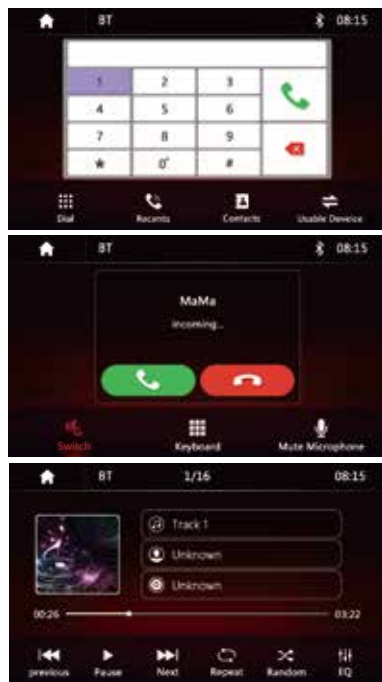 BT 08:15
1 2 3
4 5 6
7 8 9
* 0⁺ #
Dial Recents Contacts Usable Deveice
BT 08:15
MaMa
incoming..
Switch Keyboard Mute Microphone
BT 1/16 08:15
Track 1
Unknown
Unknown
00:26 03:22
previous Pause Next Repeat Random EQ